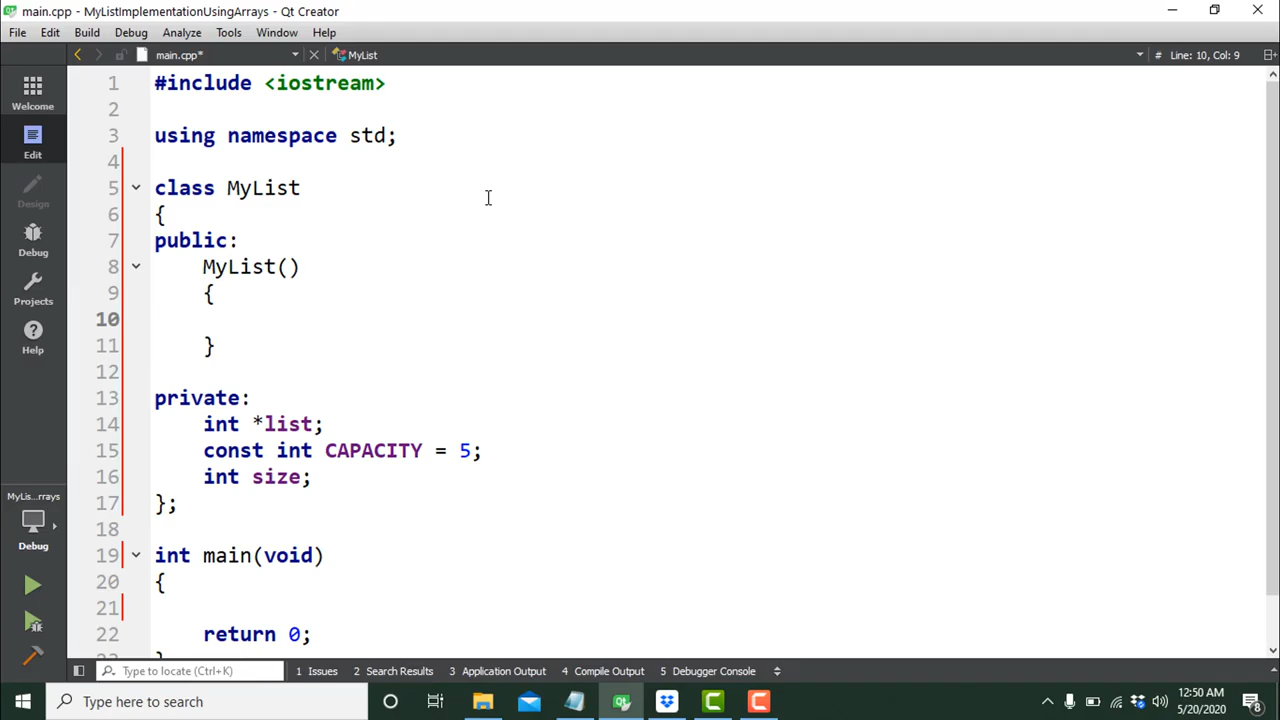 main.cpp - MyListImplementationUsingArrays - Qt Creator
File Edit Build Debug Analyze Tools Window Help
main.cpp* MyList # Line: 10, Col: 9
Welcome
Edit
Design
Debug
Projects
Help
MyLis...rrays
Debug
1 #include <iostream>
2
3 using namespace std;
4
5 class MyList
6 {
7 public:
8     MyList()
9     {
10
11     }
12
13 private:
14     int *list;
15     const int CAPACITY = 5;
16     int size;
17 };
18
19 int main(void)
20 {
21
22     return 0;
Type to locate (Ctrl+K) 1 Issues 2 Search Results 3 Application Output 4 Compile Output 5 Debugger Console
Type here to search 12:50 AM
5/20/2020 8